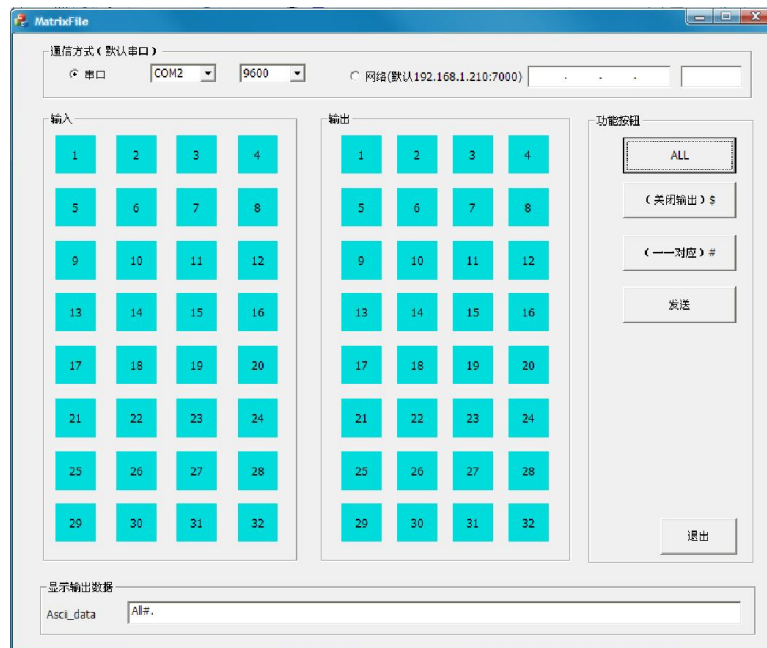 MatrixFile
通信方式(默认串口)
串口 COM2 9600 网络(默认192.168.1.210:7000) . . .
输入
1 2 3 4
5 6 7 8
9 10 11 12
13 14 15 16
17 18 19 20
21 22 23 24
25 26 27 28
29 30 31 32
输出
1 2 3 4
5 6 7 8
9 10 11 12
13 14 15 16
17 18 19 20
21 22 23 24
25 26 27 28
29 30 31 32
功能按钮
ALL
(关闭输出)$
(一一对应)#
发送
退出
显示输出数据
Ascii_data All#.